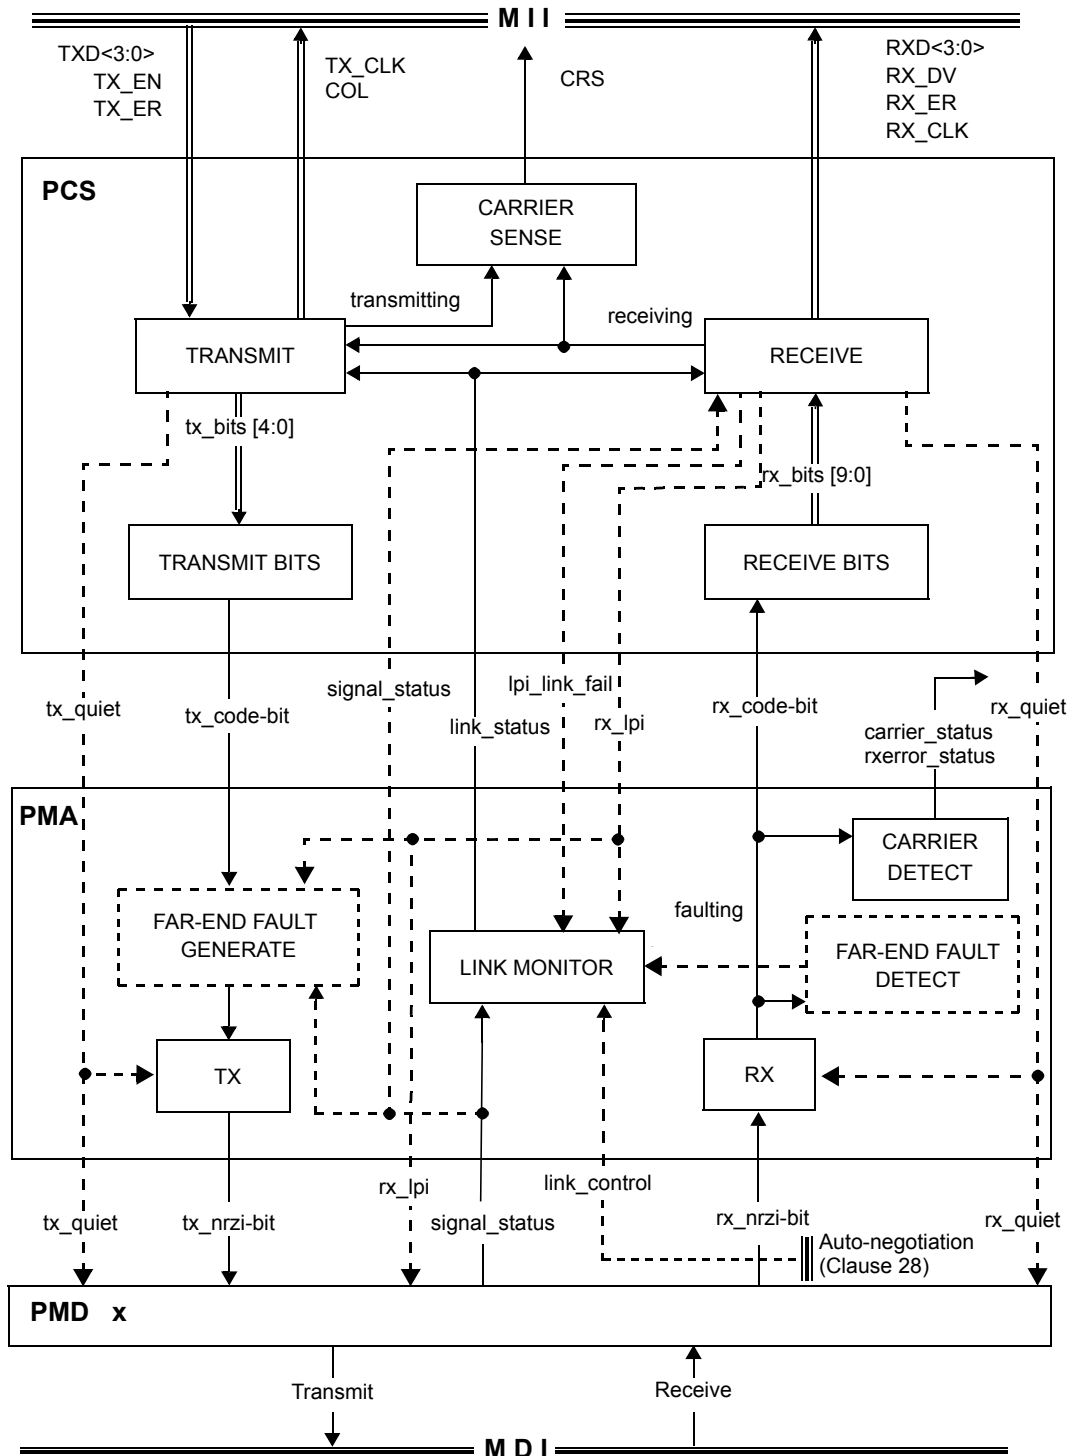 M I I
TXD<3:0>
TX_EN
TX_ER
TX_CLK
COL
CRS
RXD<3:0>
RX_DV
RX_ER
RX_CLK
PCS
CARRIER
SENSE
transmitting
receiving
TRANSMIT
RECEIVE
tx_bits [4:0]
rx_bits [9:0]
TRANSMIT BITS
RECEIVE BITS
tx_quiet
tx_code-bit
signal_status
link_status
lpi_link_fail
rx_lpi
rx_code-bit
carrier_status
rxerror_status
rx_quiet
PMA
CARRIER
DETECT
FAR-END FAULT
GENERATE
faulting
LINK MONITOR
FAR-END FAULT
DETECT
TX
RX
tx_quiet
tx_nrzi-bit
rx_lpi
signal_status
link_control
rx_nrzi-bit
rx_quiet
Auto-negotiation
(Clause 28)
PMD x
Transmit
Receive
M D I